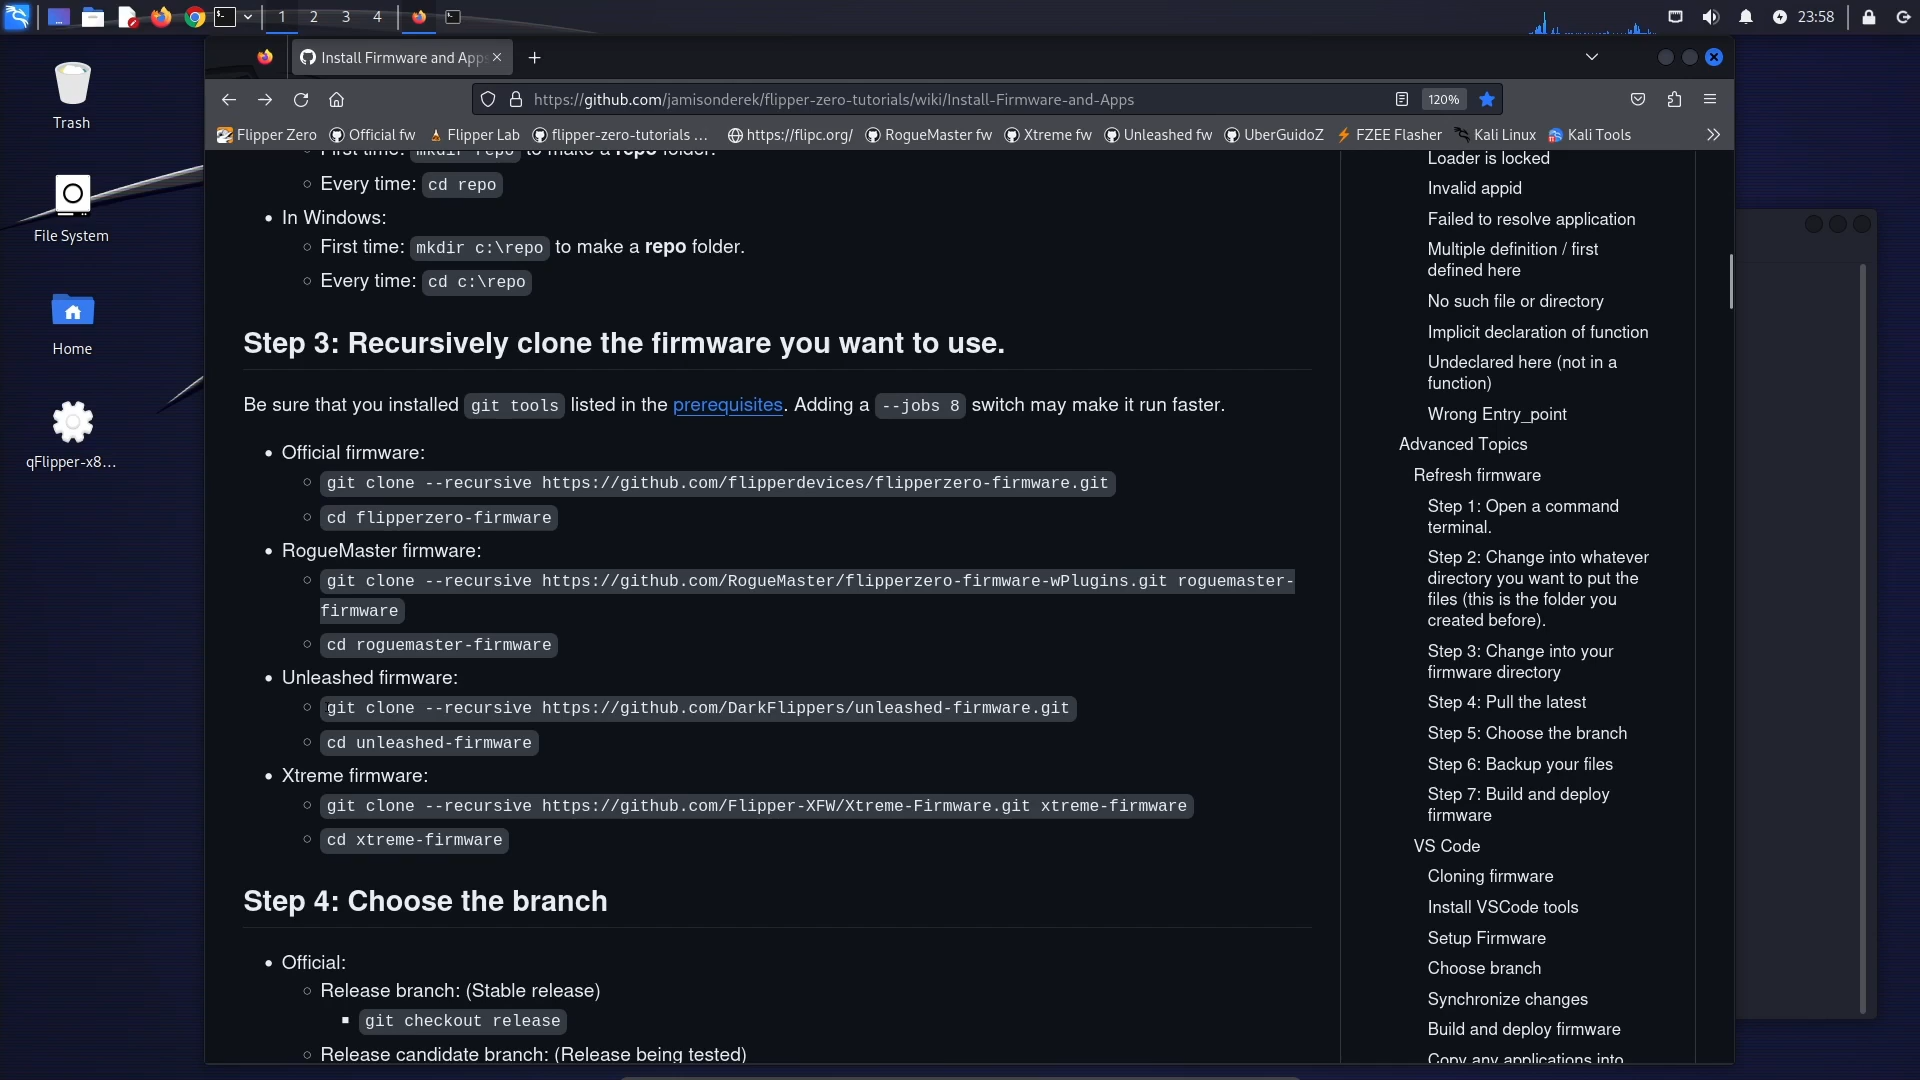 1 2 3 4 23:58
Install Firmware and Apps
https://github.com/jamisonderek/flipper-zero-tutorials/wiki/Install-Firmware-and-Apps 120%
Flipper Zero Official fw Flipper Lab flipper-zero-tutorials ... https://flipc.org/ RogueMaster fw Xtreme fw Unleashed fw UberGuidoZ FZEE Flasher Kali Linux Kali Tools
Trash
File System
Home
qFlipper-x8...
First time: mkdir repo to make a repo folder.
Every time: cd repo
In Windows:
First time: mkdir c:\repo to make a repo folder.
Every time: cd c:\repo
Step 3: Recursively clone the firmware you want to use.
Be sure that you installed git tools listed in the prerequisites. Adding a --jobs 8 switch may make it run faster.
Official firmware:
git clone --recursive https://github.com/flipperdevices/flipperzero-firmware.git
cd flipperzero-firmware
RogueMaster firmware:
git clone --recursive https://github.com/RogueMaster/flipperzero-firmware-wPlugins.git roguemaster-
firmware
cd roguemaster-firmware
Unleashed firmware:
git clone --recursive https://github.com/DarkFlippers/unleashed-firmware.git
cd unleashed-firmware
Xtreme firmware:
git clone --recursive https://github.com/Flipper-XFW/Xtreme-Firmware.git xtreme-firmware
cd xtreme-firmware
Step 4: Choose the branch
Official:
Release branch: (Stable release)
git checkout release
Release candidate branch: (Release being tested)
Loader is locked
Invalid appid
Failed to resolve application
Multiple definition / first
defined here
No such file or directory
Implicit declaration of function
Undeclared here (not in a
function)
Wrong Entry_point
Advanced Topics
Refresh firmware
Step 1: Open a command
terminal.
Step 2: Change into whatever
directory you want to put the
files (this is the folder you
created before).
Step 3: Change into your
firmware directory
Step 4: Pull the latest
Step 5: Choose the branch
Step 6: Backup your files
Step 7: Build and deploy
firmware
VS Code
Cloning firmware
Install VSCode tools
Setup Firmware
Choose branch
Synchronize changes
Build and deploy firmware
Copy any applications into